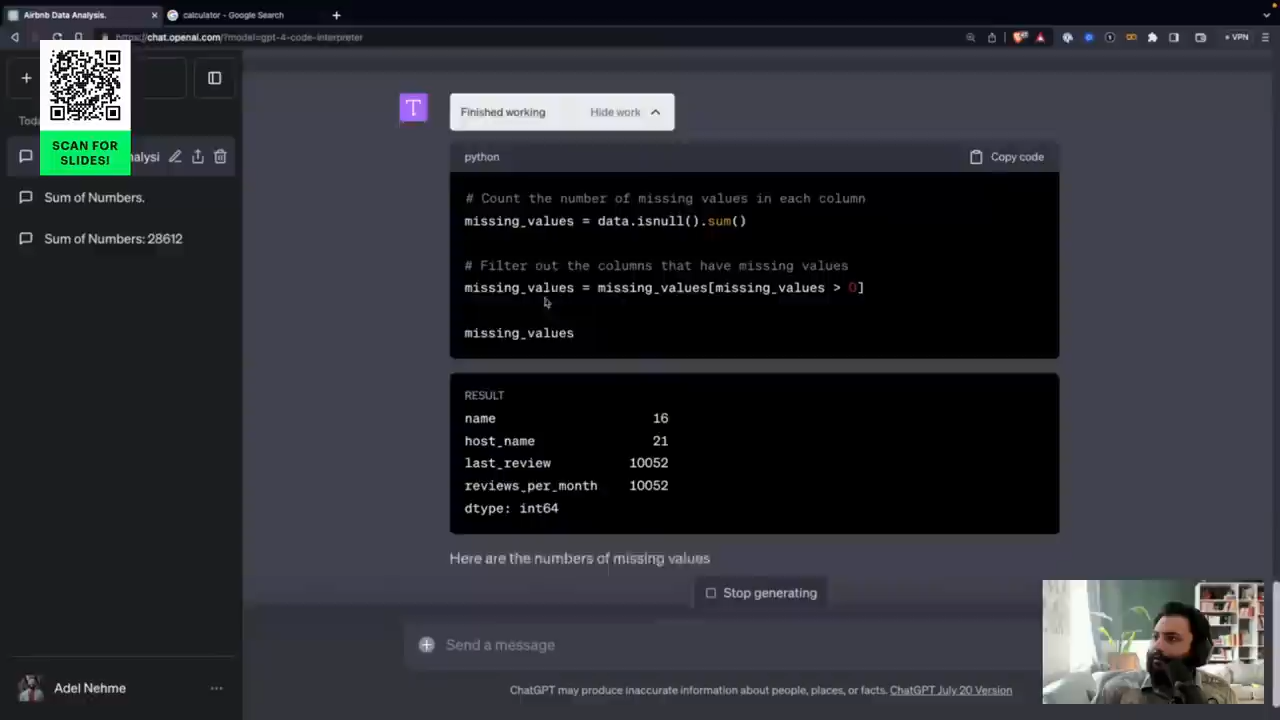 Airbnb Data Analysis.
calculator - Google Search
https://chat.openai.com/?model=gpt-4-code-interpreter
VPN
SCAN FOR
SLIDES!
Finished working
Hide work
python
Copy code
# Count the number of missing values in each column
missing_values = data.isnull().sum()
# Filter out the columns that have missing values
missing_values = missing_values[missing_values > 0]
missing_values
RESULT
name 16
host_name 21
last_review 10052
reviews_per_month 10052
dtype: int64
Here are the numbers of missing values
Stop generating
Send a message
ChatGPT may produce inaccurate information about people, places, or facts. ChatGPT July 20 Version
Sum of Numbers.
Sum of Numbers: 28612
Adel Nehme